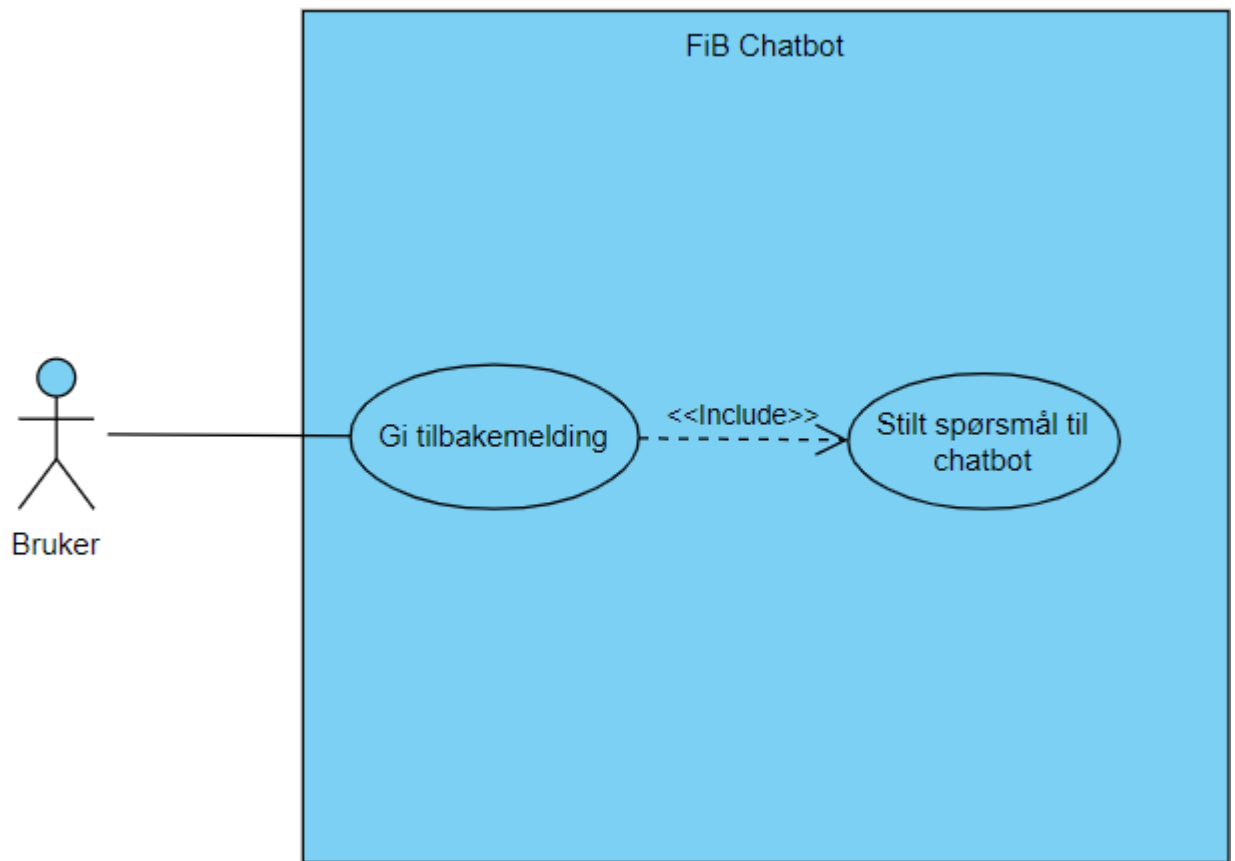 FiB Chatbot
Gi tilbakemelding
<<Include>>
Stilt spørsmål til
chatbot
Bruker